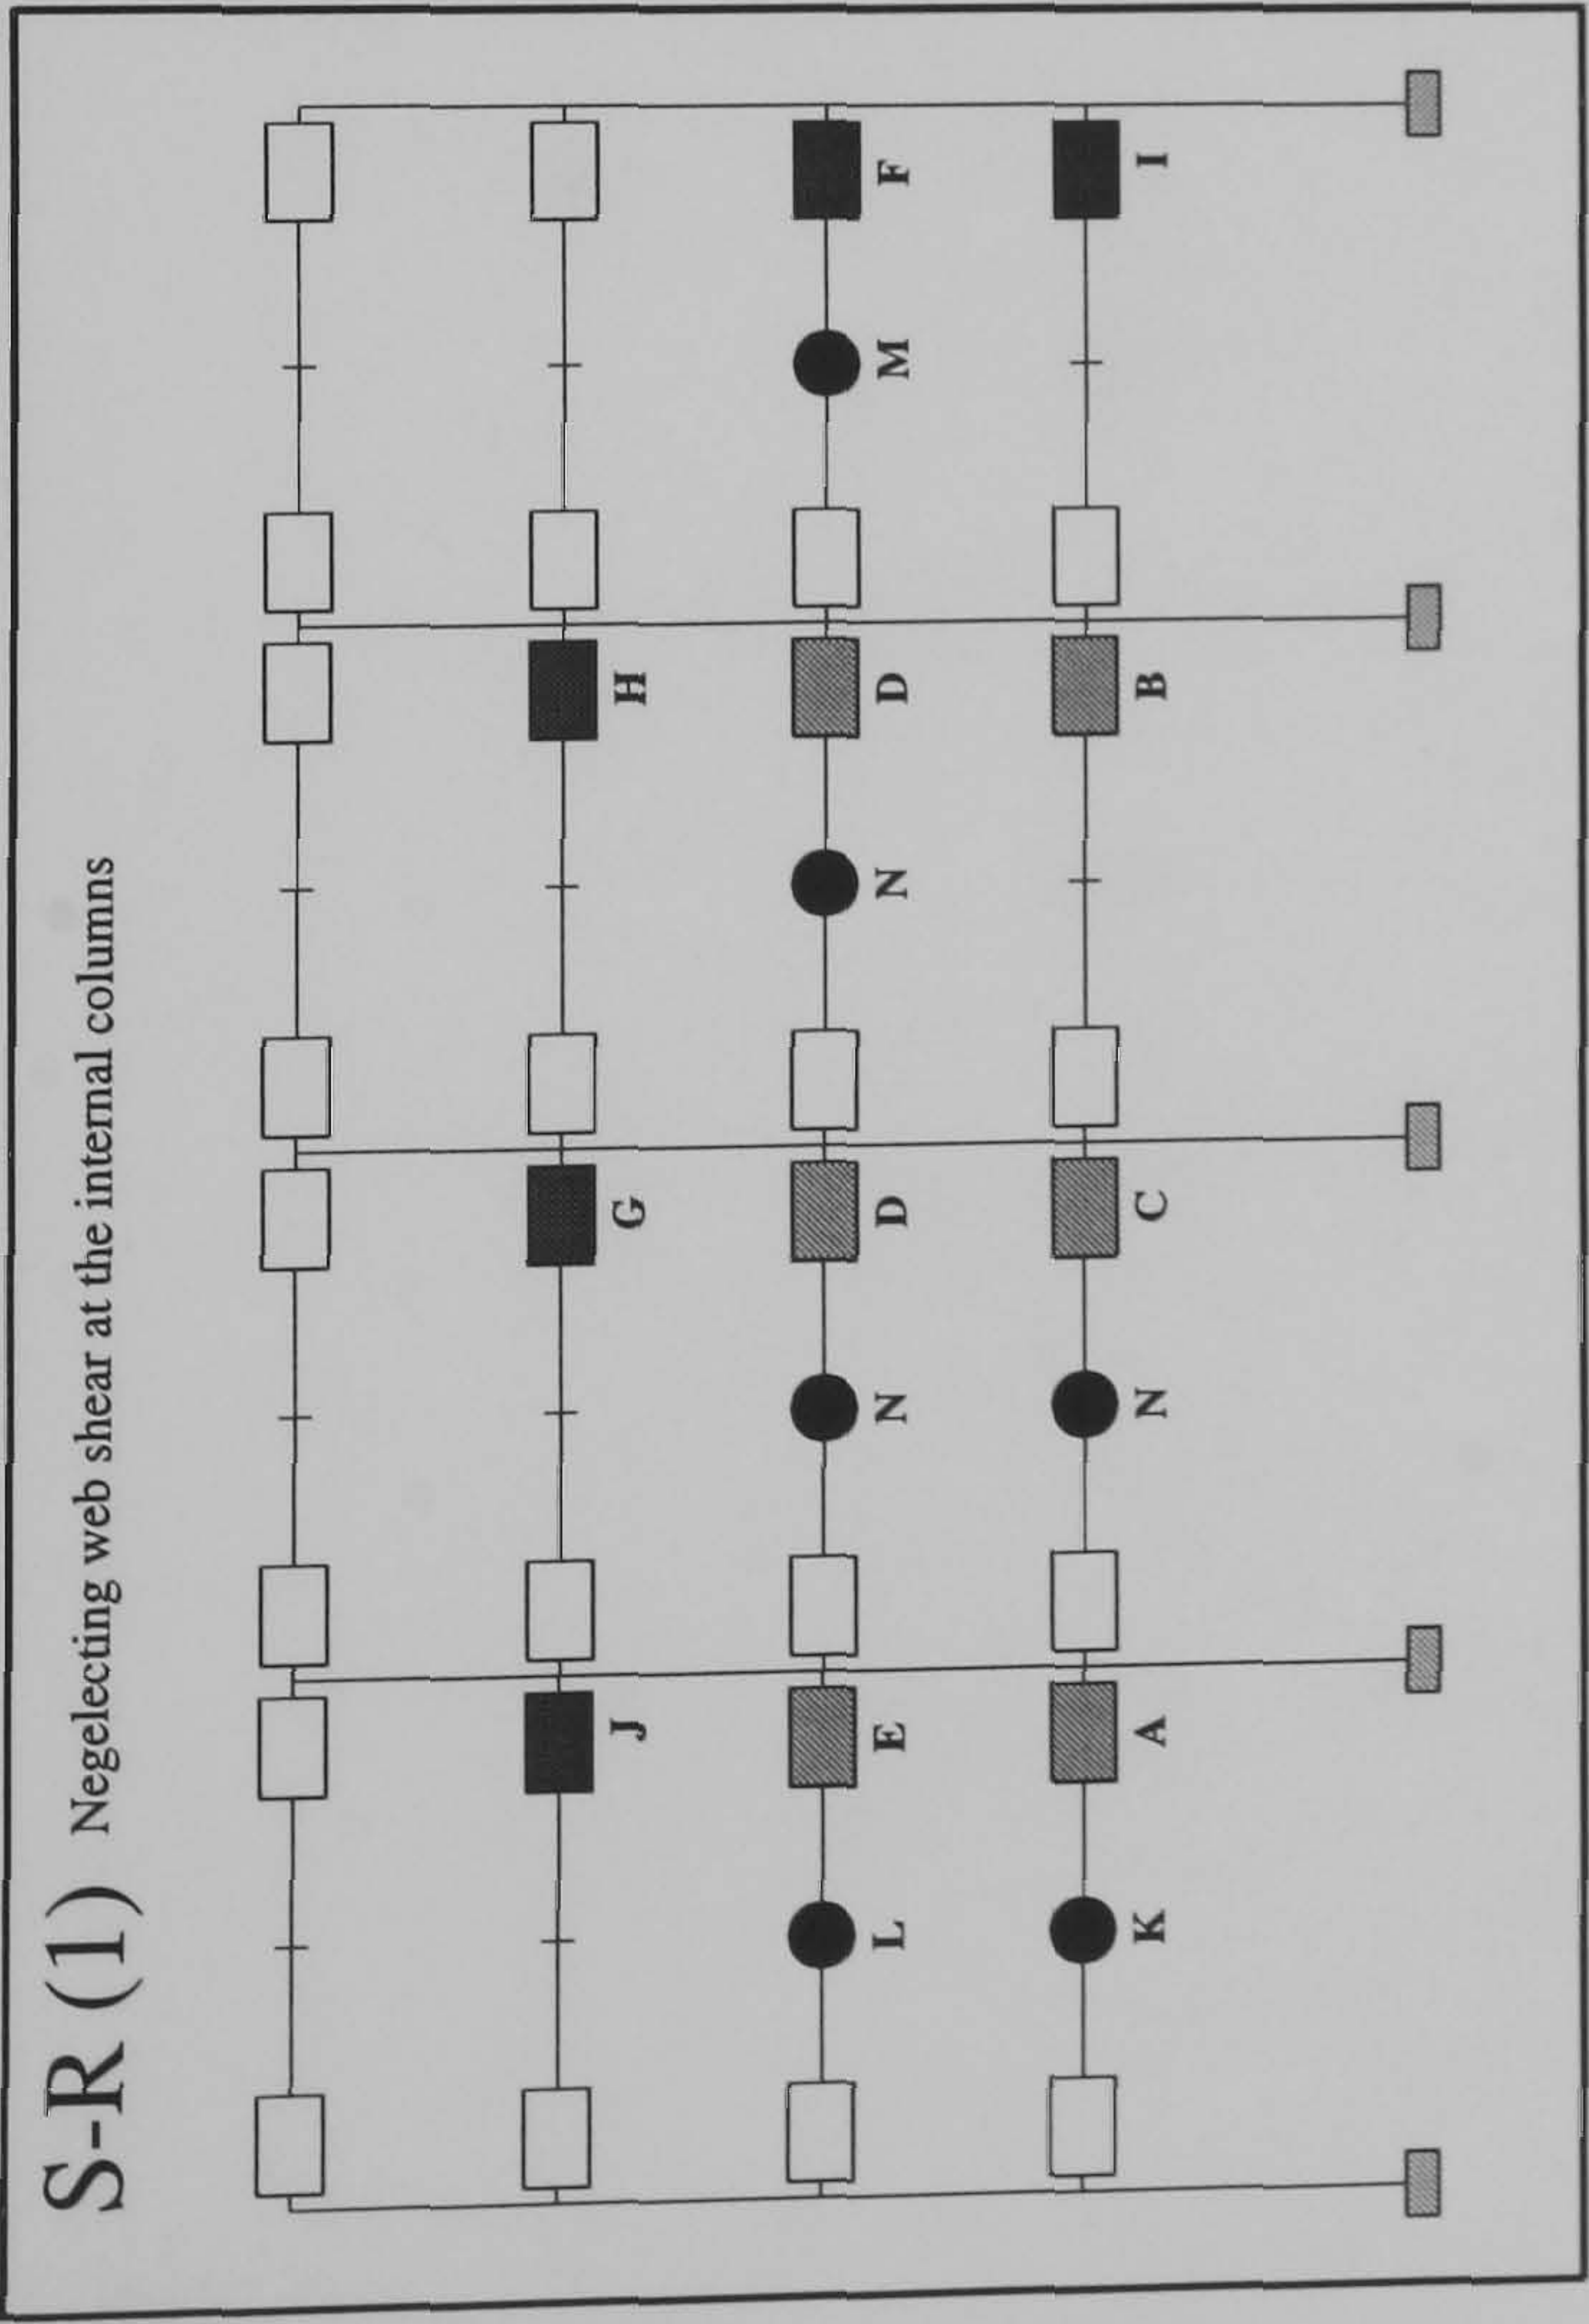 S-R (1) Negelecting web shear at the internal columns
J G H
L E N D N D M F
K A N C B I